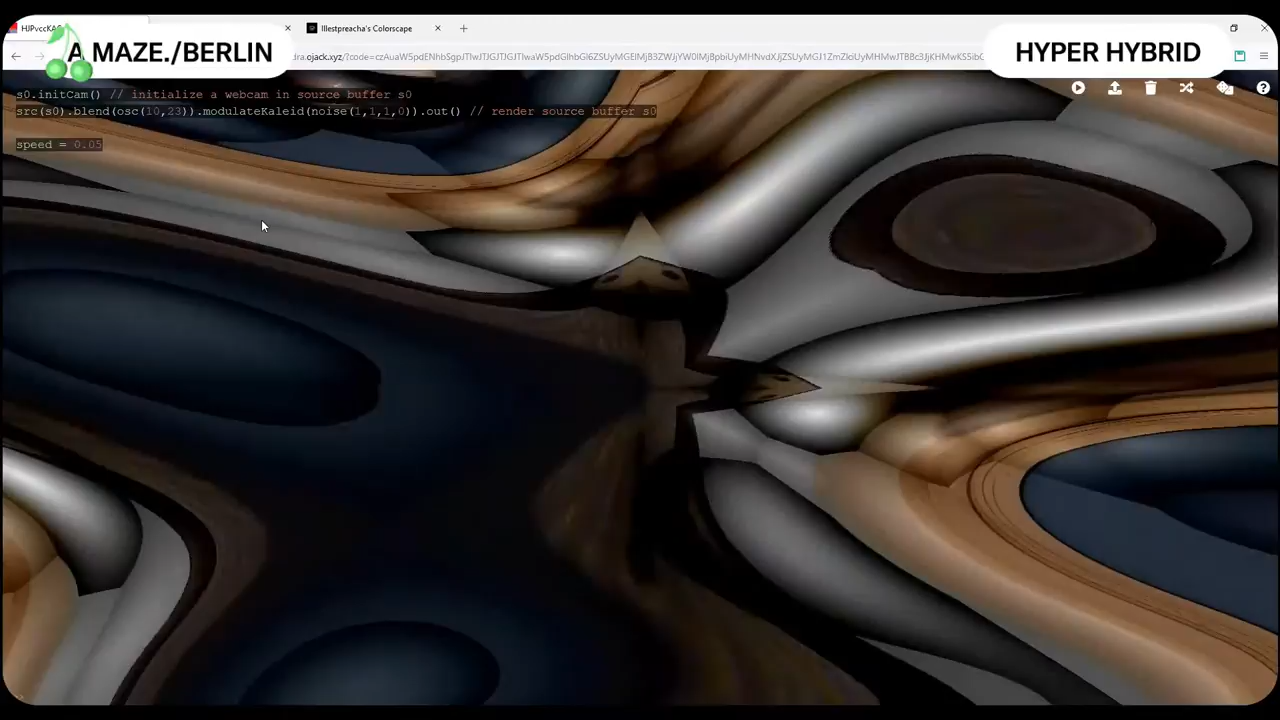 Illestpreacha's Colorscape
A MAZE./BERLIN
HYPER HYBRID
s0.initCam() // initialize a webcam in source buffer s0
src(s0).blend(osc(10,23)).modulateKaleid(noise(1,1,1,0)).out() // render source buffer s0
speed = 0.05